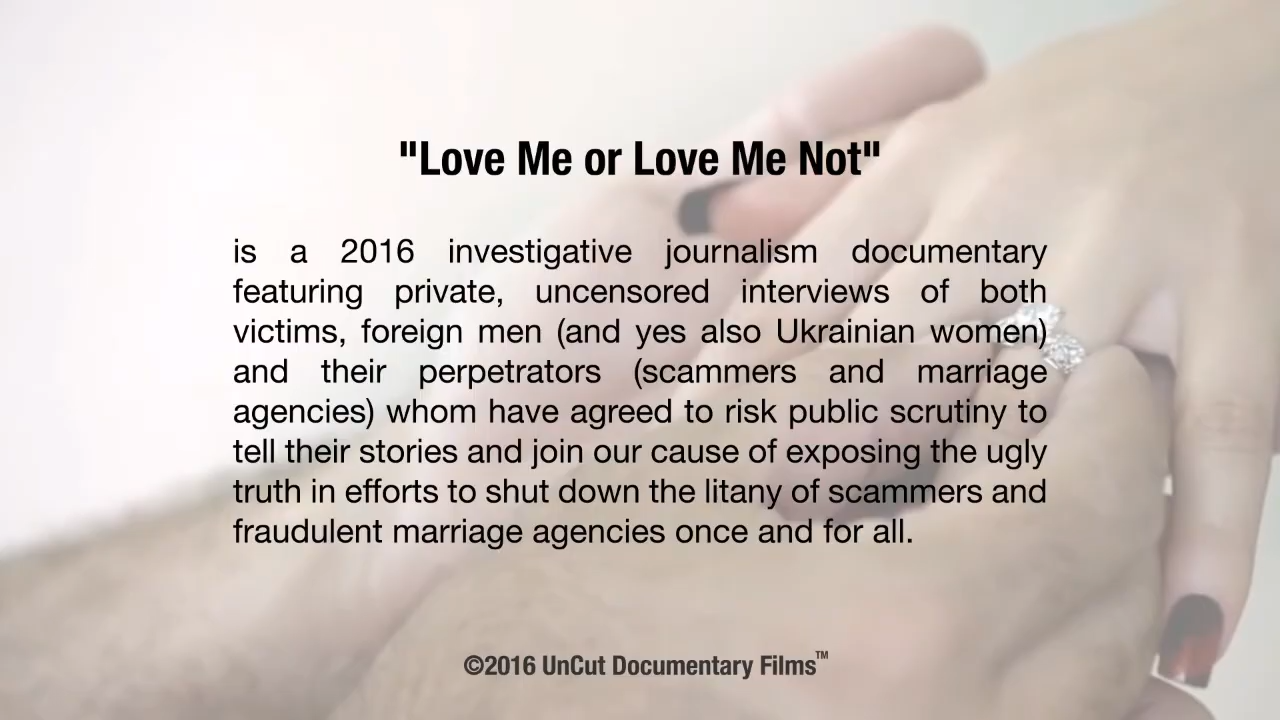 "Love Me or Love Me Not"
is a 2016 investigative journalism documentary
featuring private, uncensored interviews of both
victims, foreign men (and yes also Ukrainian women)
and their perpetrators (scammers and marriage
agencies) whom have agreed to risk public scrutiny to
tell their stories and join our cause of exposing the ugly
truth in efforts to shut down the litany of scammers and
fraudulent marriage agencies once and for all.
©2016 UnCut Documentary Films™